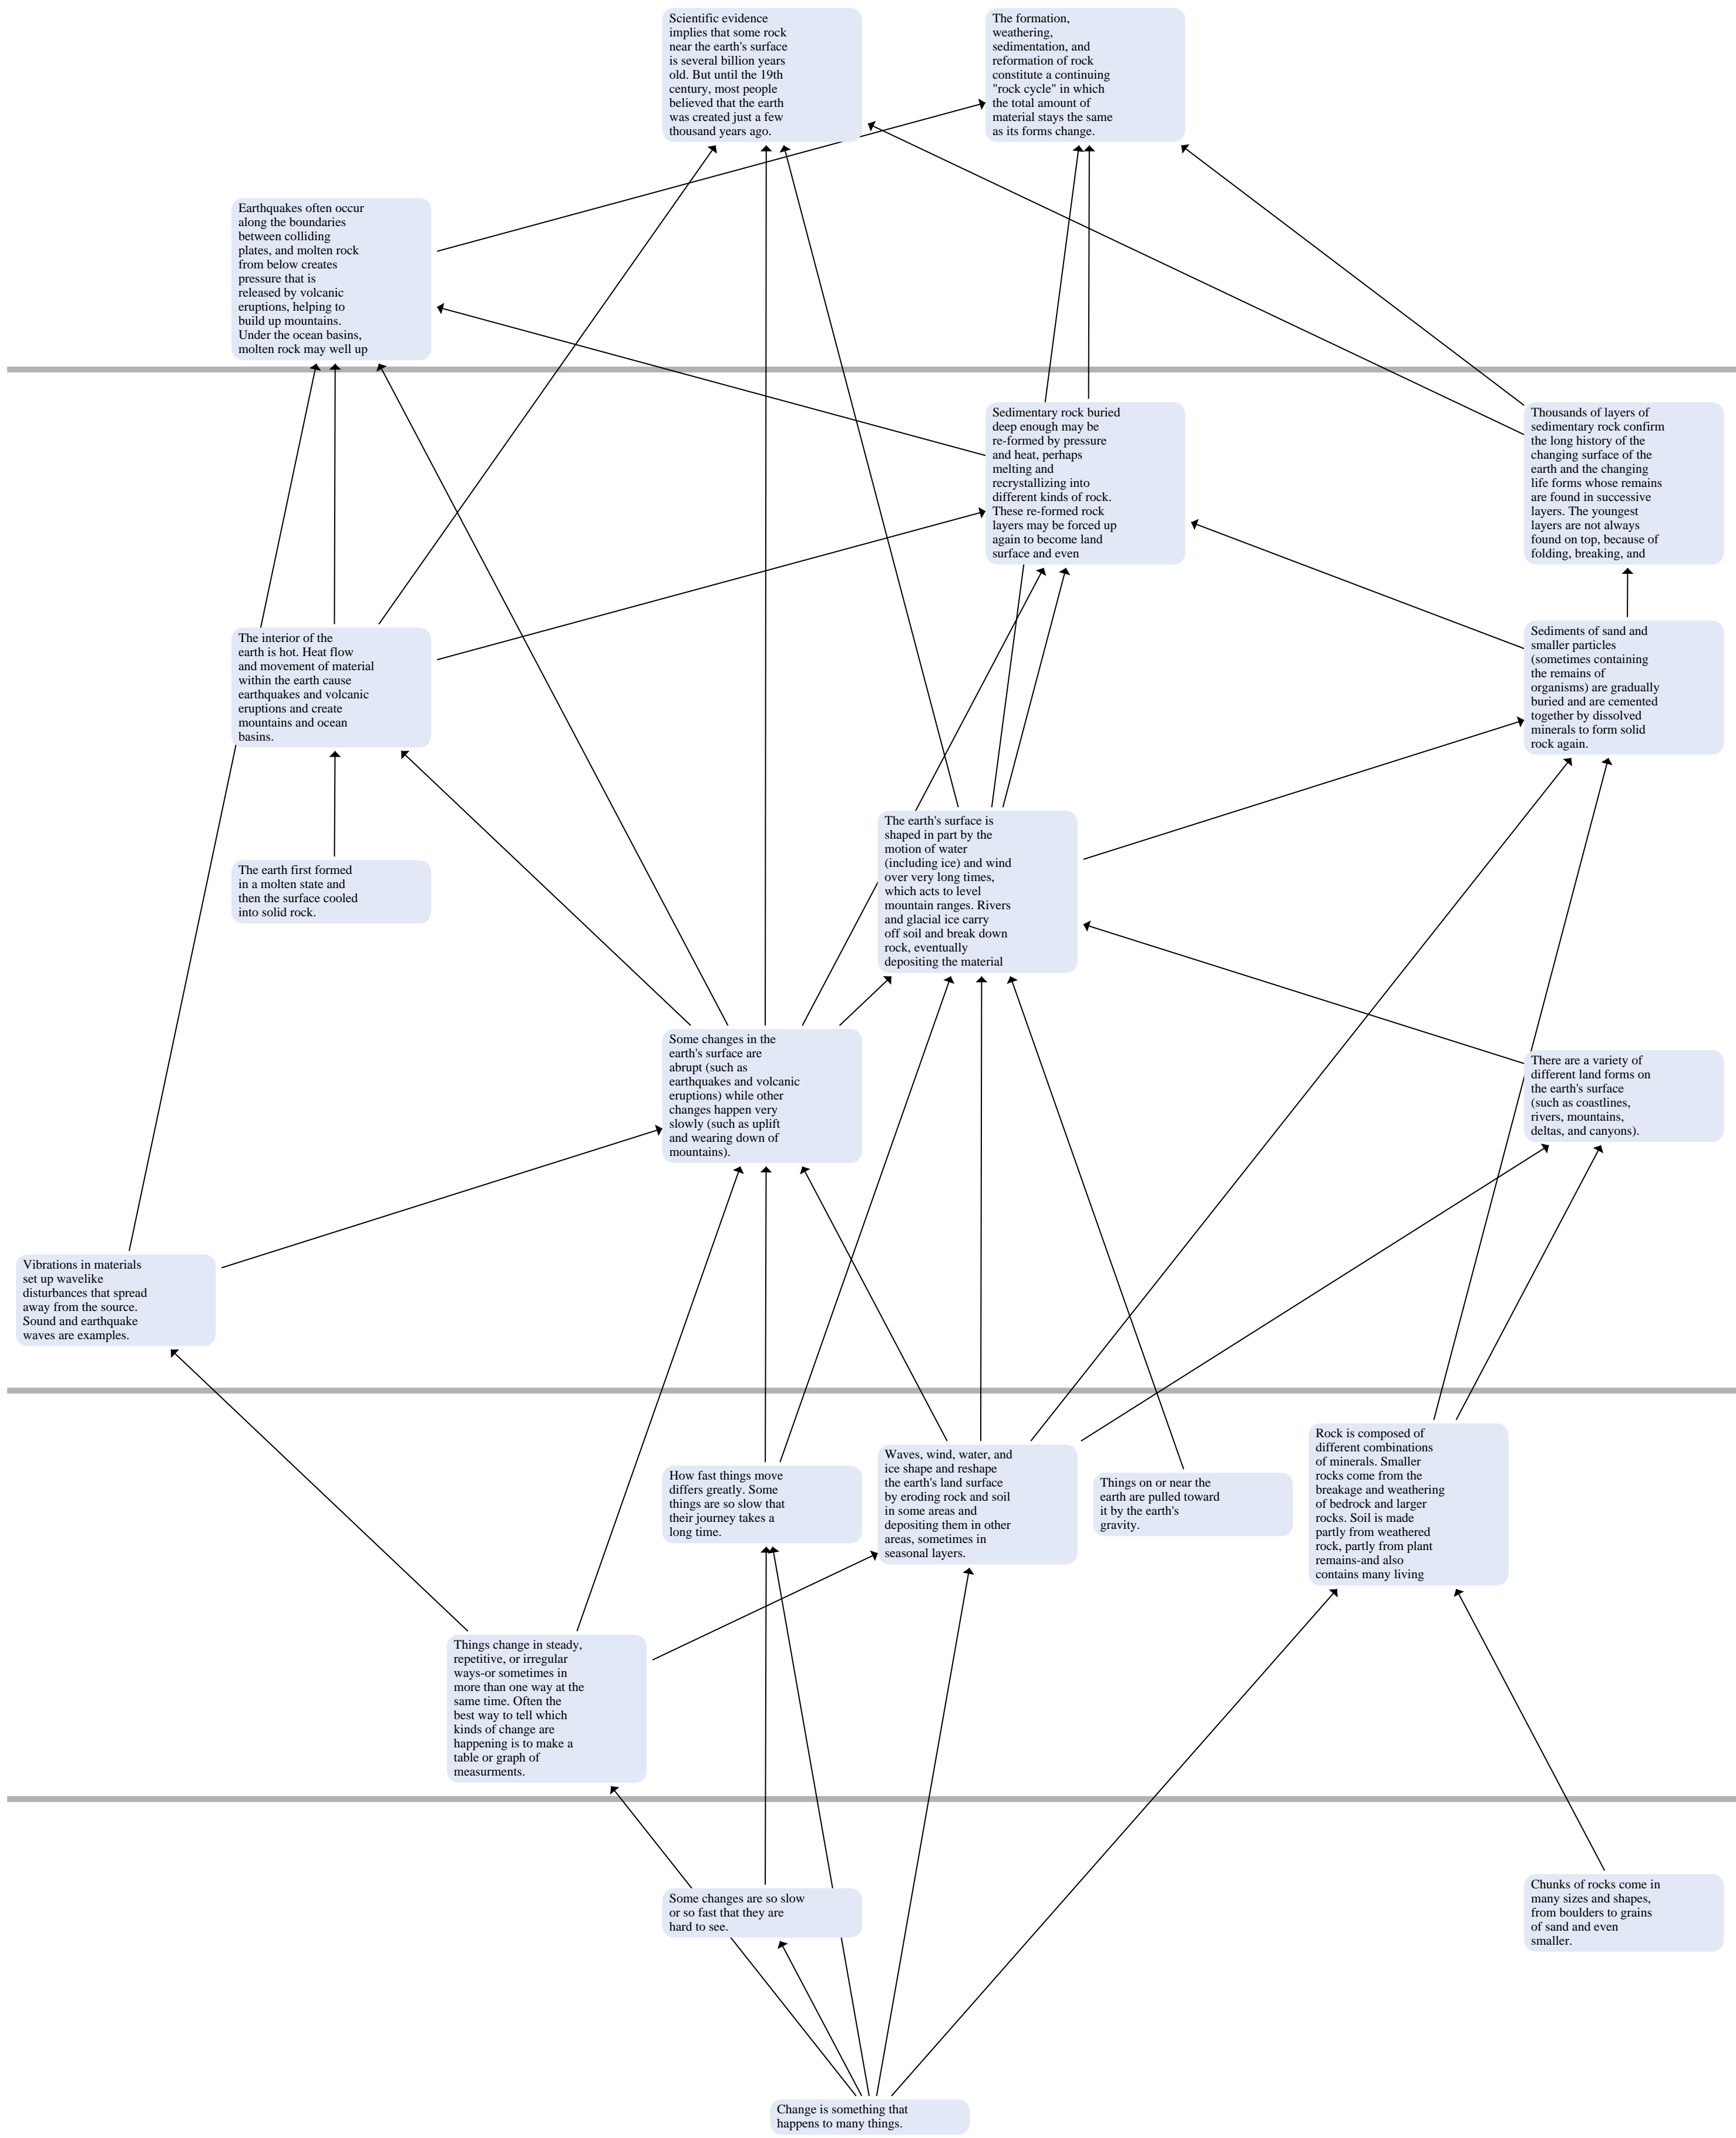 Scientific evidence
implies that some rock
near the earth's surface
is several billion years
old. But until the 19th
century, most people
believed that the earth
was created just a few
thousand years ago.
The formation,
weathering,
sedimentation, and
reformation of rock
constitute a continuing
"rock cycle" in which
the total amount of
material stays the same
as its forms change.
Earthquakes often occur
along the boundaries
between colliding
plates, and molten rock
from below creates
pressure that is
released by volcanic
eruptions, helping to
build up mountains.
Under the ocean basins,
molten rock may well up
Sedimentary rock buried
deep enough may be
re-formed by pressure
and heat, perhaps
melting and
recrystallizing into
different kinds of rock.
These re-formed rock
layers may be forced up
again to become land
surface and even
Thousands of layers of
sedimentary rock confirm
the long history of the
changing surface of the
earth and the changing
life forms whose remains
are found in successive
layers. The youngest
layers are not always
found on top, because of
folding, breaking, and
The interior of the
earth is hot. Heat flow
and movement of material
within the earth cause
earthquakes and volcanic
eruptions and create
mountains and ocean
basins.
Sediments of sand and
smaller particles
(sometimes containing
the remains of
organisms) are gradually
buried and are cemented
together by dissolved
minerals to form solid
rock again.
The earth's surface is
shaped in part by the
motion of water
(including ice) and wind
over very long times,
which acts to level
mountain ranges. Rivers
and glacial ice carry
off soil and break down
rock, eventually
depositing the material
The earth first formed
in a molten state and
then the surface cooled
into solid rock.
Some changes in the
earth's surface are
abrupt (such as
earthquakes and volcanic
eruptions) while other
changes happen very
slowly (such as uplift
and wearing down of
mountains).
There are a variety of
different land forms on
the earth's surface
(such as coastlines,
rivers, mountains,
deltas, and canyons).
Vibrations in materials
set up wavelike
disturbances that spread
away from the source.
Sound and earthquake
waves are examples.
How fast things move
differs greatly. Some
things are so slow that
their journey takes a
long time.
Waves, wind, water, and
ice shape and reshape
the earth's land surface
by eroding rock and soil
in some areas and
depositing them in other
areas, sometimes in
seasonal layers.
Things on or near the
earth are pulled toward
it by the earth's
gravity.
Rock is composed of
different combinations
of minerals. Smaller
rocks come from the
breakage and weathering
of bedrock and larger
rocks. Soil is made
partly from weathered
rock, partly from plant
remains-and also
contains many living
Things change in steady,
repetitive, or irregular
ways-or sometimes in
more than one way at the
same time. Often the
best way to tell which
kinds of change are
happening is to make a
table or graph of
measurments.
Some changes are so slow
or so fast that they are
hard to see.
Chunks of rocks come in
many sizes and shapes,
from boulders to grains
of sand and even
smaller.
Change is something that
happens to many things.